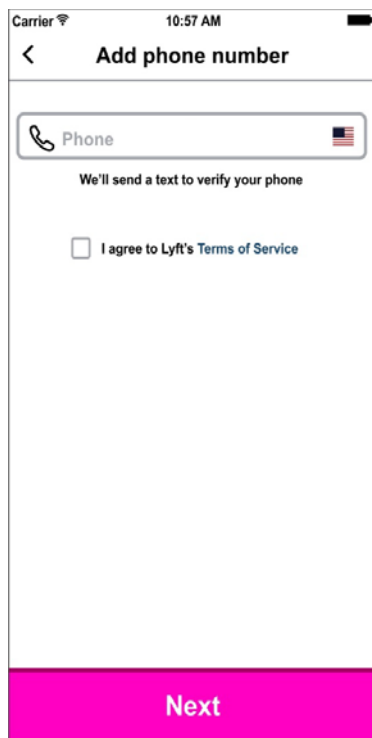 Carrier 10:57 AM
Add phone number
Phone
We'll send a text to verify your phone
I agree to Lyft's Terms of Service
Next